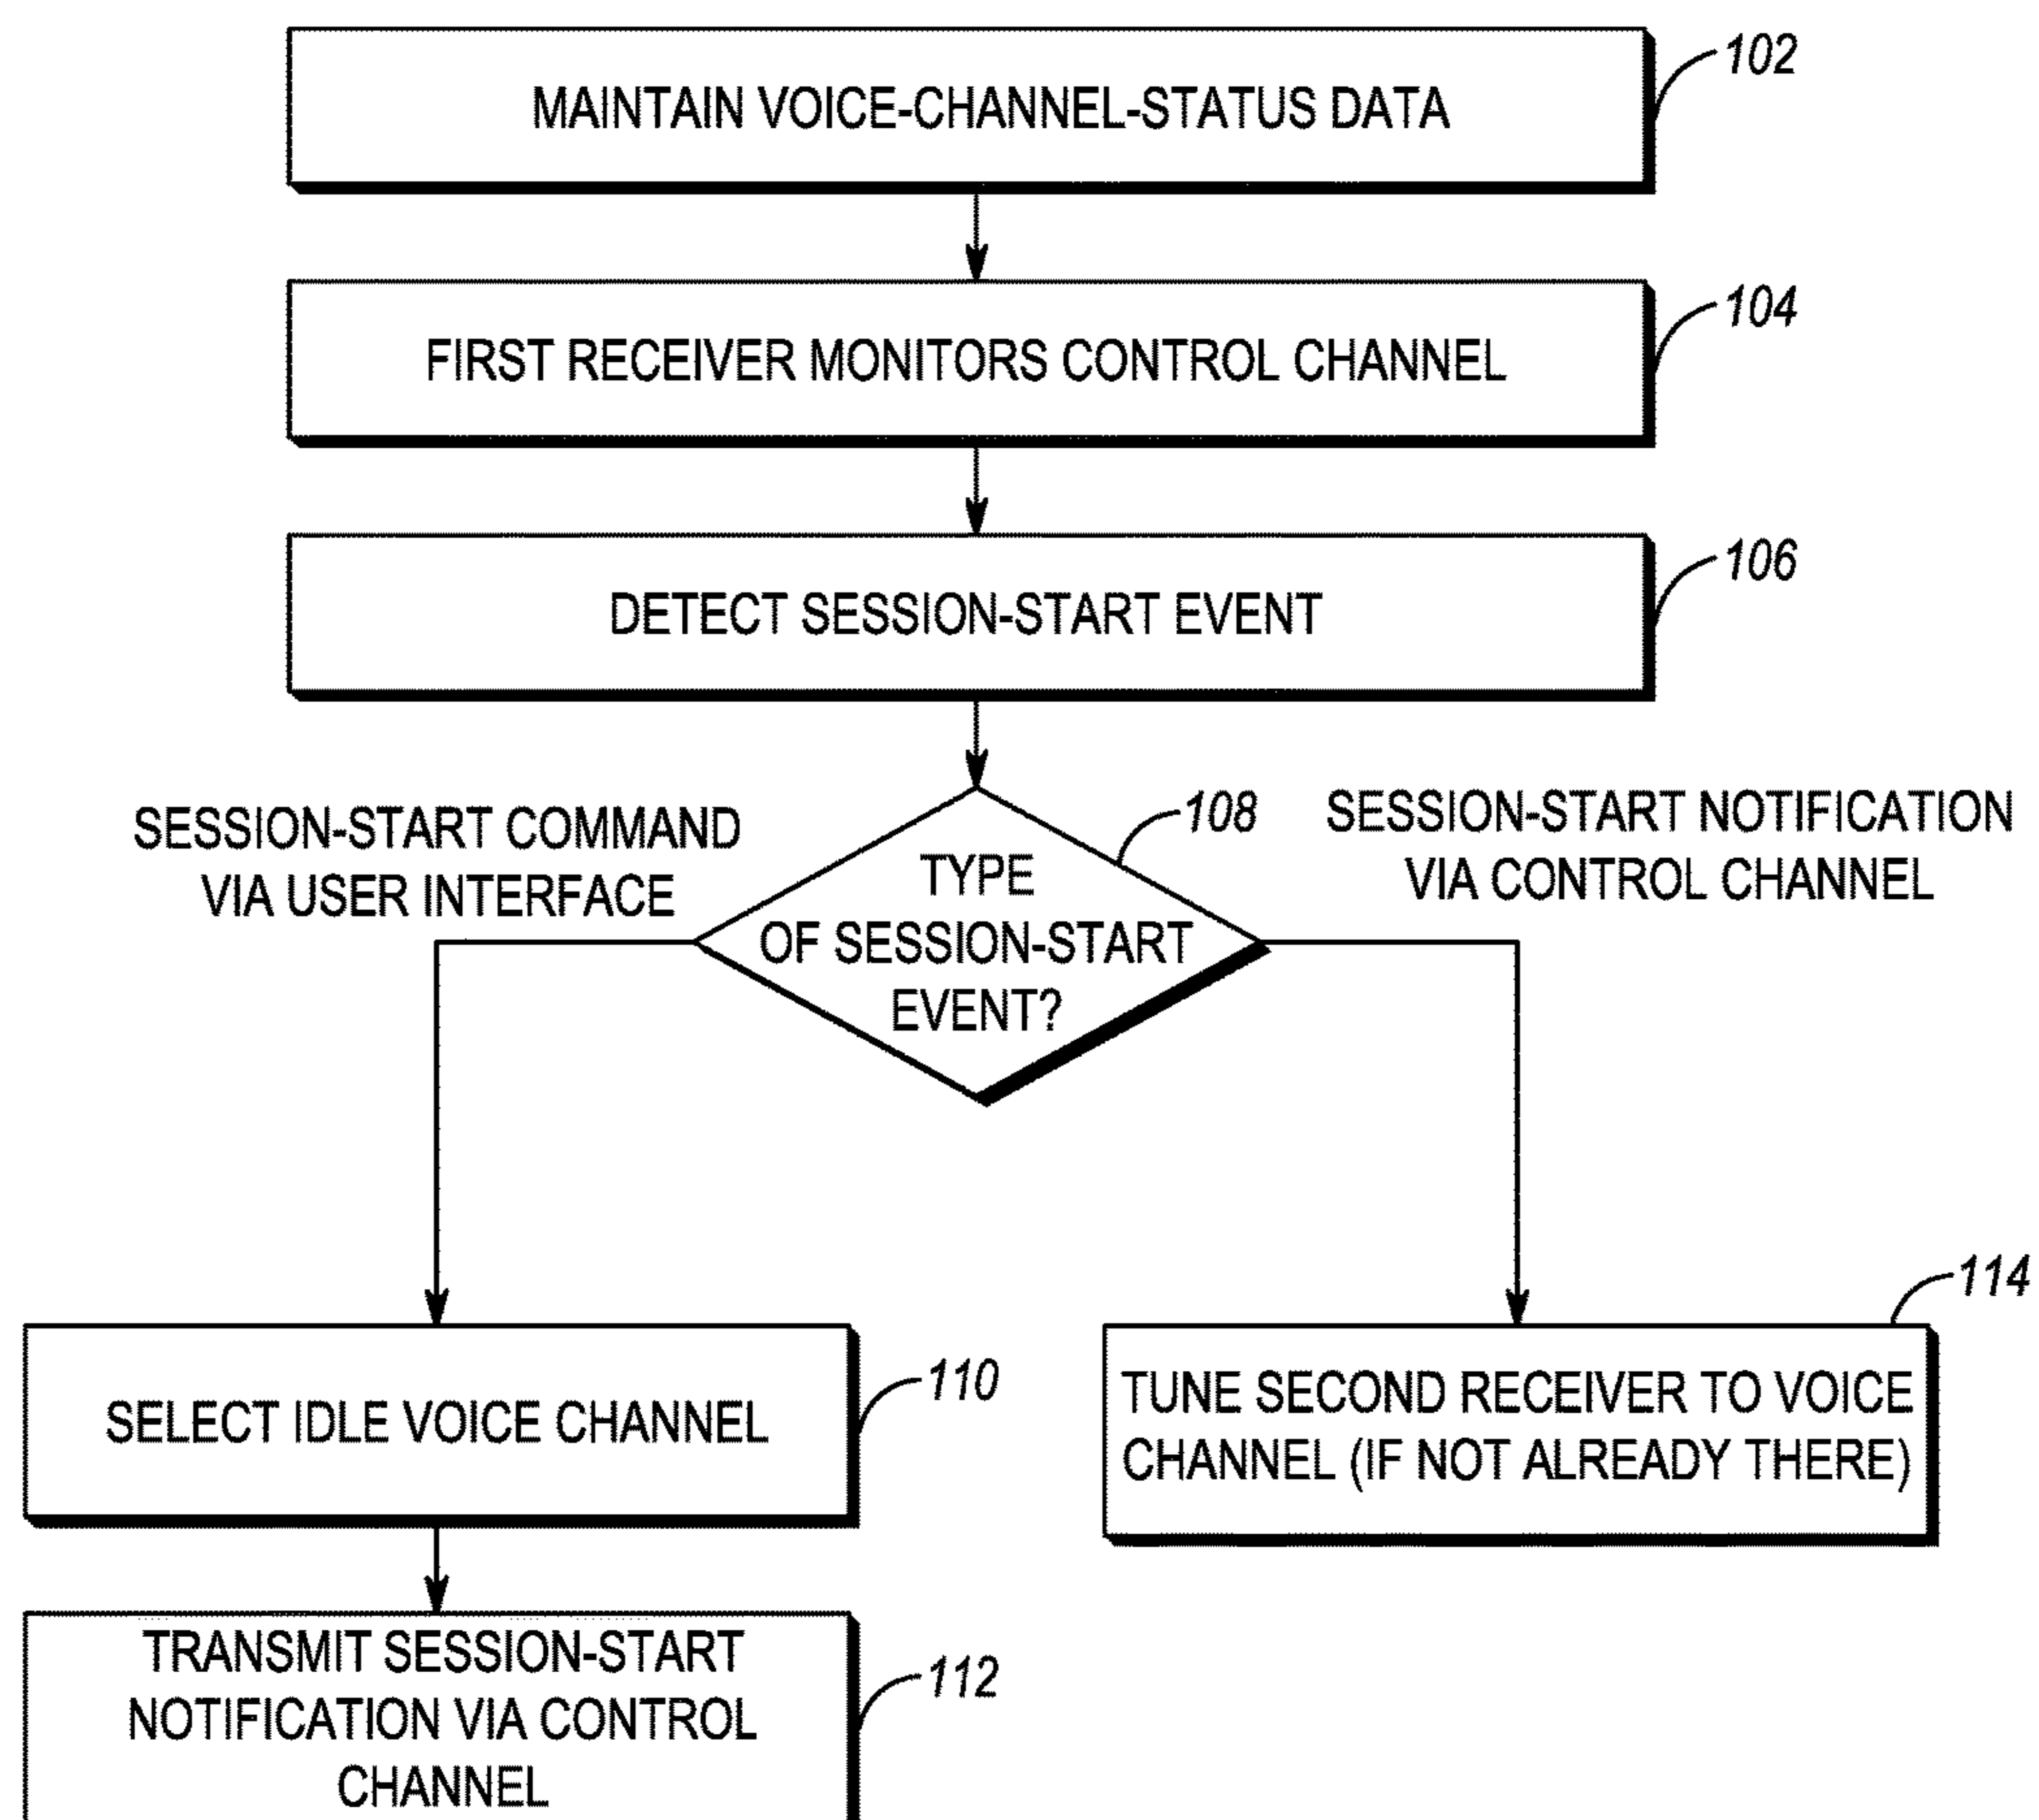 102
MAINTAIN VOICE-CHANNEL-STATUS DATA
104
FIRST RECEIVER MONITORS CONTROL CHANNEL
106
DETECT SESSION-START EVENT
SESSION-START COMMAND
VIA USER INTERFACE
108
TYPE
OF SESSION-START
EVENT?
SESSION-START NOTIFICATION
VIA CONTROL CHANNEL
110
SELECT IDLE VOICE CHANNEL
114
TUNE SECOND RECEIVER TO VOICE
CHANNEL (IF NOT ALREADY THERE)
112
TRANSMIT SESSION-START
NOTIFICATION VIA CONTROL
CHANNEL